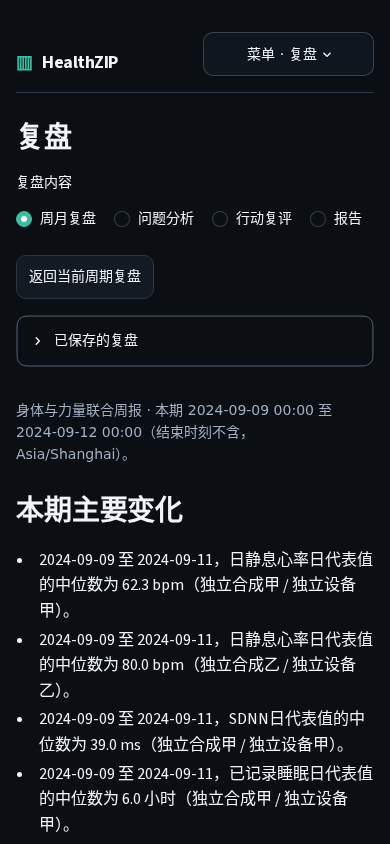 HealthZIP
菜单 · 复盘
复盘
复盘内容
周月复盘 问题分析 行动复评 报告
返回当前周期复盘
已保存的复盘
身体与力量联合周报 · 本期 2024-09-09 00:00 至
2024-09-12 00:00（结束时刻不含，
Asia/Shanghai）。
本期主要变化
2024-09-09 至 2024-09-11，日静息心率日代表值
的中位数为 62.3 bpm（独立合成甲 / 独立设备
甲）。
2024-09-09 至 2024-09-11，日静息心率日代表值
的中位数为 80.0 bpm（独立合成乙 / 独立设备
乙）。
2024-09-09 至 2024-09-11，SDNN日代表值的中
位数为 39.0 ms（独立合成甲 / 独立设备甲）。
2024-09-09 至 2024-09-11，已记录睡眠日代表值
的中位数为 6.0 小时（独立合成甲 / 独立设备
甲）。